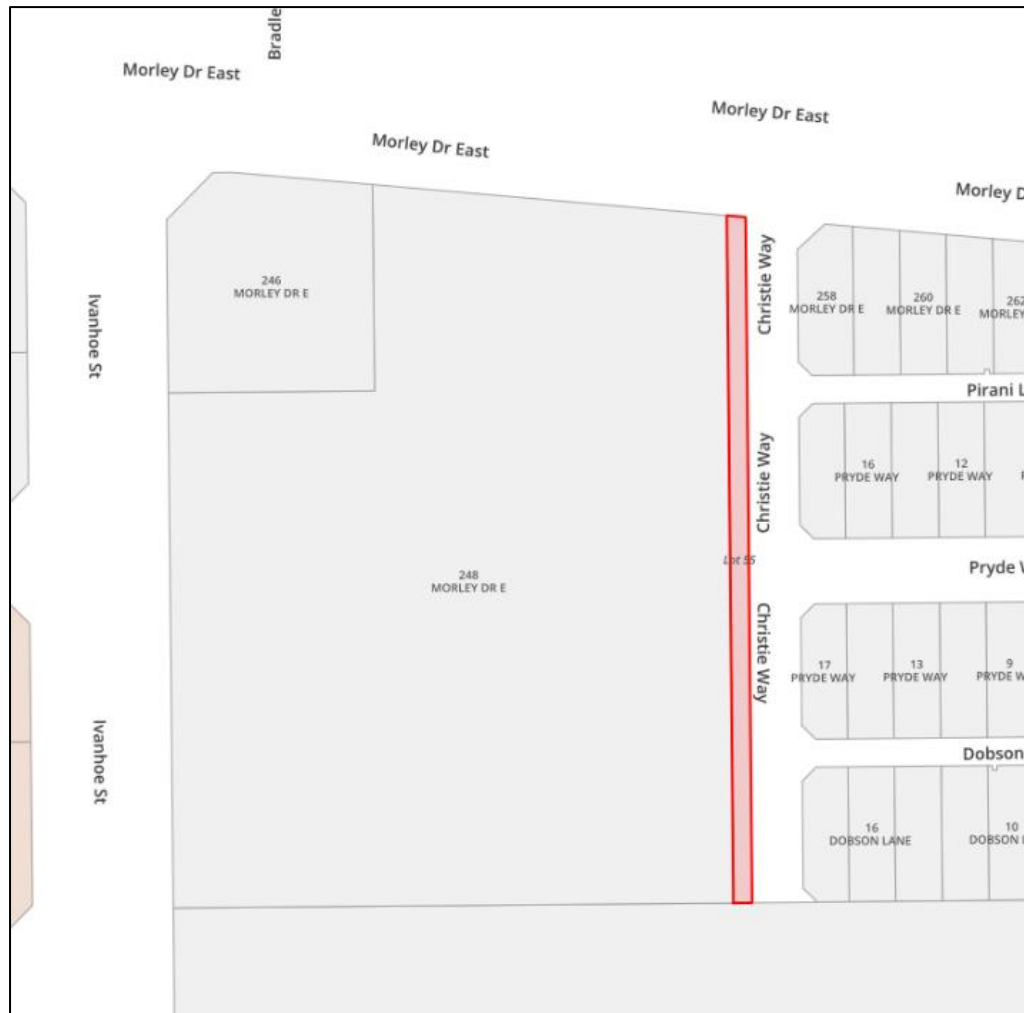 Bradle
Morley Dr East
Morley Dr East
Morley Dr East
Morley D
Ivanhoe St
246
MORLEY DR E
Christie Way
258
MORLEY DR E
260
MORLEY DR E
262
MORLEY
Pirani L
Christie Way
16
PRYDE WAY
12
PRYDE WAY
P
Lot 55
248
MORLEY DR E
Pryde W
Christie Way
17
PRYDE WAY
13
PRYDE WAY
9
PRYDE W
Ivanhoe St
Dobson
16
DOBSON LANE
10
DOBSON L